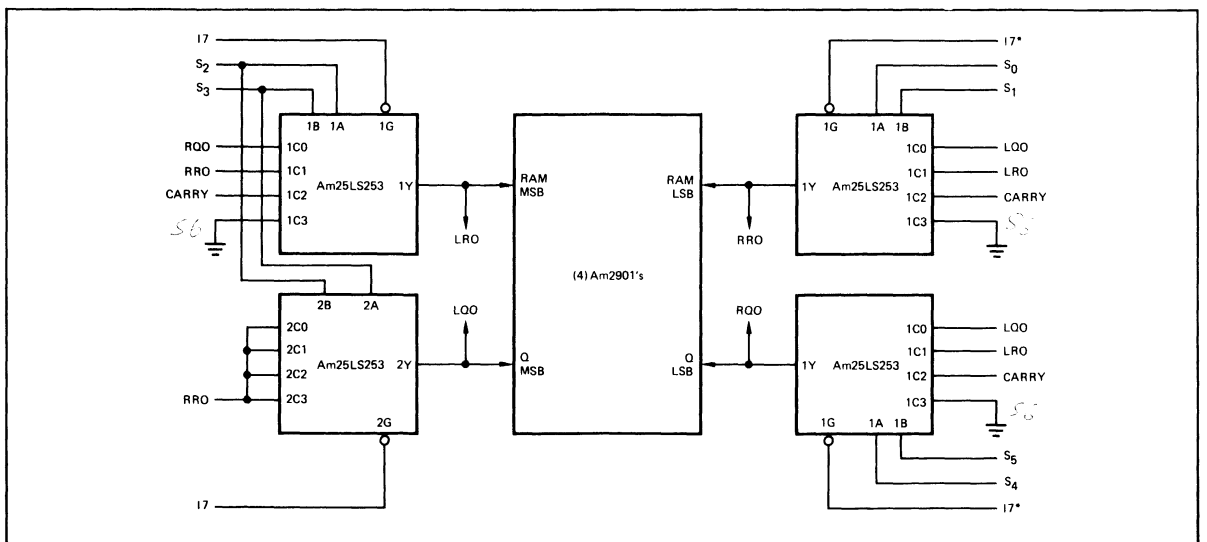 I7
S2
S3
1B 1A 1G
RQO 1C0
RRO 1C1
CARRY 1C2
1C3
Am25LS253 1Y
S6
LRO
2B 2A
2C0
2C1
2C2
2C3
RRO
Am25LS253 2Y
2G
I7
LQO
RAM
MSB
RAM
LSB
(4) Am2901's
Q
MSB
Q
LSB
I7*
S0
S1
1G 1A 1B
1C0 LQO
1C1 LRO
1C2 CARRY
1C3
1Y Am25LS253
RRO
RQO
1C0 LQO
1C1 LRO
1C2 CARRY
1C3
1Y Am25LS253
1G 1A 1B
S5
S4
I7*